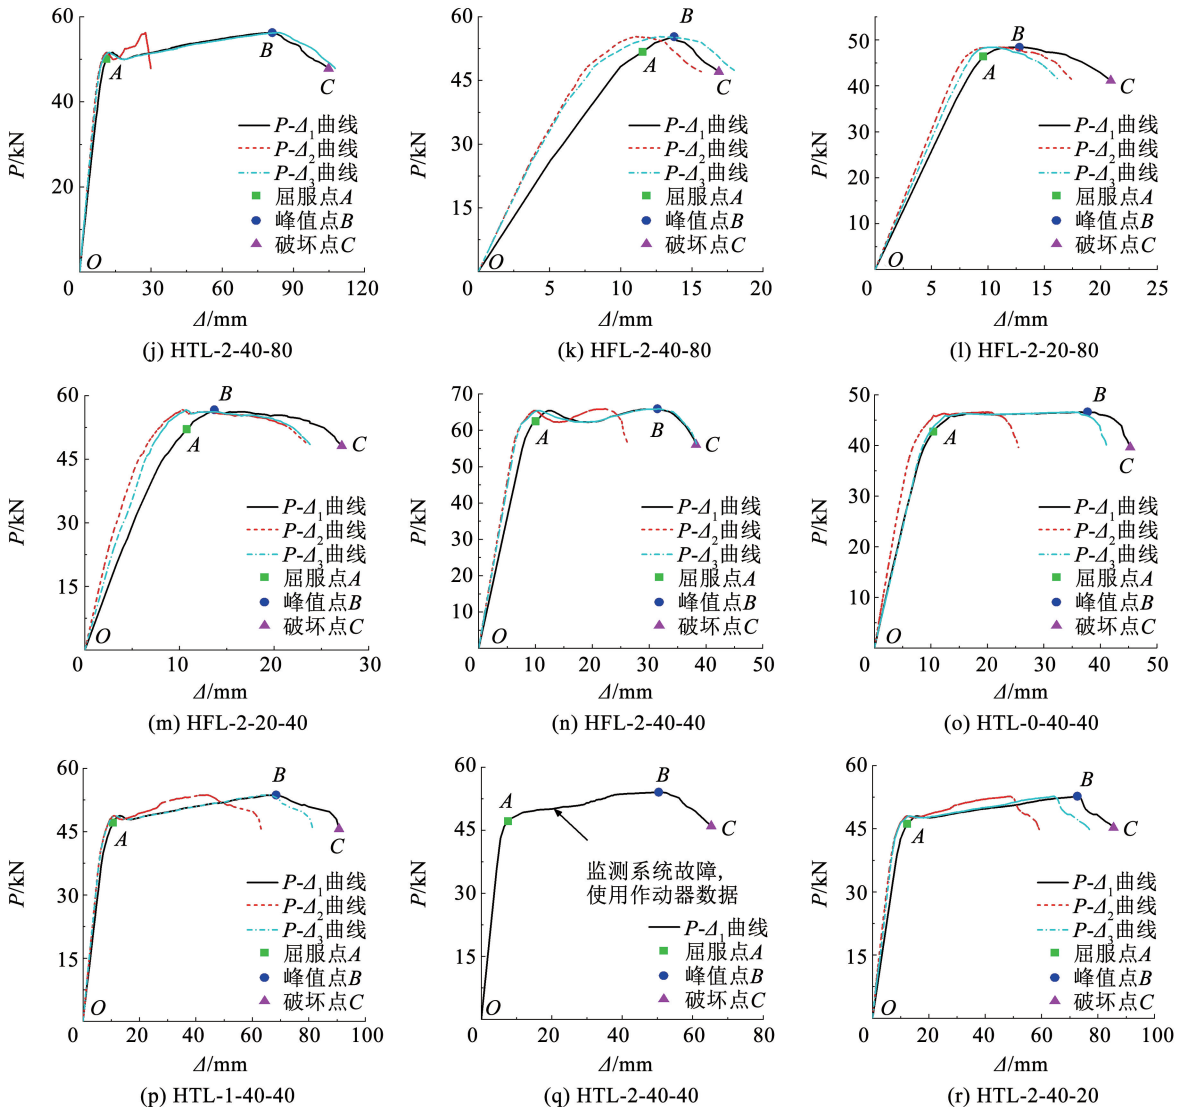 60
40
20
0
P/kN
O
A
B
C
P-Δ1曲线
P-Δ2曲线
P-Δ3曲线
屈服点A
峰值点B
破坏点C
0 30 60 90 120
Δ/mm
(j) HTL-2-40-80
60
45
30
15
0
P/kN
O
A
B
C
P-Δ1曲线
P-Δ2曲线
P-Δ3曲线
屈服点A
峰值点B
破坏点C
0 5 10 15 20
Δ/mm
(k) HFL-2-40-80
50
40
30
20
10
P/kN
O
A
B
C
P-Δ1曲线
P-Δ2曲线
P-Δ3曲线
屈服点A
峰值点B
破坏点C
0 5 10 15 20 25
Δ/mm
(l) HFL-2-20-80
60
45
30
15
P/kN
O
A
B
C
P-Δ1曲线
P-Δ2曲线
P-Δ3曲线
屈服点A
峰值点B
破坏点C
0 10 20 30
Δ/mm
(m) HFL-2-20-40
70
60
50
40
30
20
10
P/kN
O
A
B
C
P-Δ1曲线
P-Δ2曲线
P-Δ3曲线
屈服点A
峰值点B
破坏点C
0 10 20 30 40 50
Δ/mm
(n) HFL-2-40-40
50
40
30
20
10
0
P/kN
O
A
B
C
P-Δ1曲线
P-Δ2曲线
P-Δ3曲线
屈服点A
峰值点B
破坏点C
0 10 20 30 40 50
Δ/mm
(o) HTL-0-40-40
60
45
30
15
P/kN
O
A
B
C
P-Δ1曲线
P-Δ2曲线
P-Δ3曲线
屈服点A
峰值点B
破坏点C
0 20 40 60 80 100
Δ/mm
(p) HTL-1-40-40
60
45
30
15
P/kN
A
B
C
监测系统故障,
使用作动器数据
P-Δ1曲线
屈服点A
峰值点B
破坏点C
O
0 20 40 60 80
Δ/mm
(q) HTL-2-40-40
60
45
30
15
P/kN
O
A
B
C
P-Δ1曲线
P-Δ2曲线
P-Δ3曲线
屈服点A
峰值点B
破坏点C
0 20 40 60 80 100
Δ/mm
(r) HTL-2-40-20